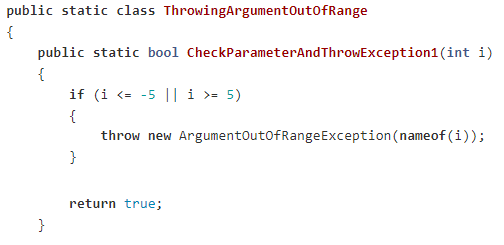 public static class ThrowingArgumentOutOfRange
{
    public static bool CheckParameterAndThrowException1(int i)
    {
        if (i <= -5 || i >= 5)
        {
            throw new ArgumentOutOfRangeException(nameof(i));
        }

        return true;
    }